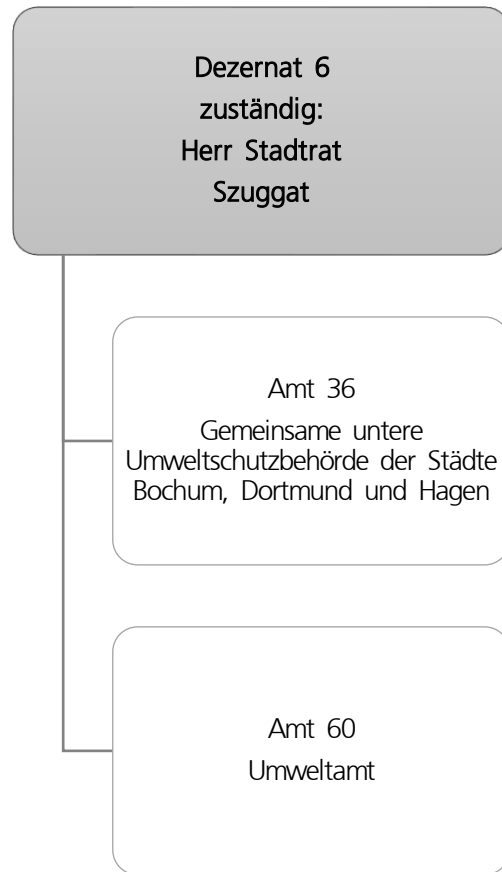 Dezernat 6
zuständig:
Herr Stadtrat
Szuggat
Amt 36
Gemeinsame untere
Umweltschutzbehörde der Städte
Bochum, Dortmund und Hagen
Amt 60
Umweltamt